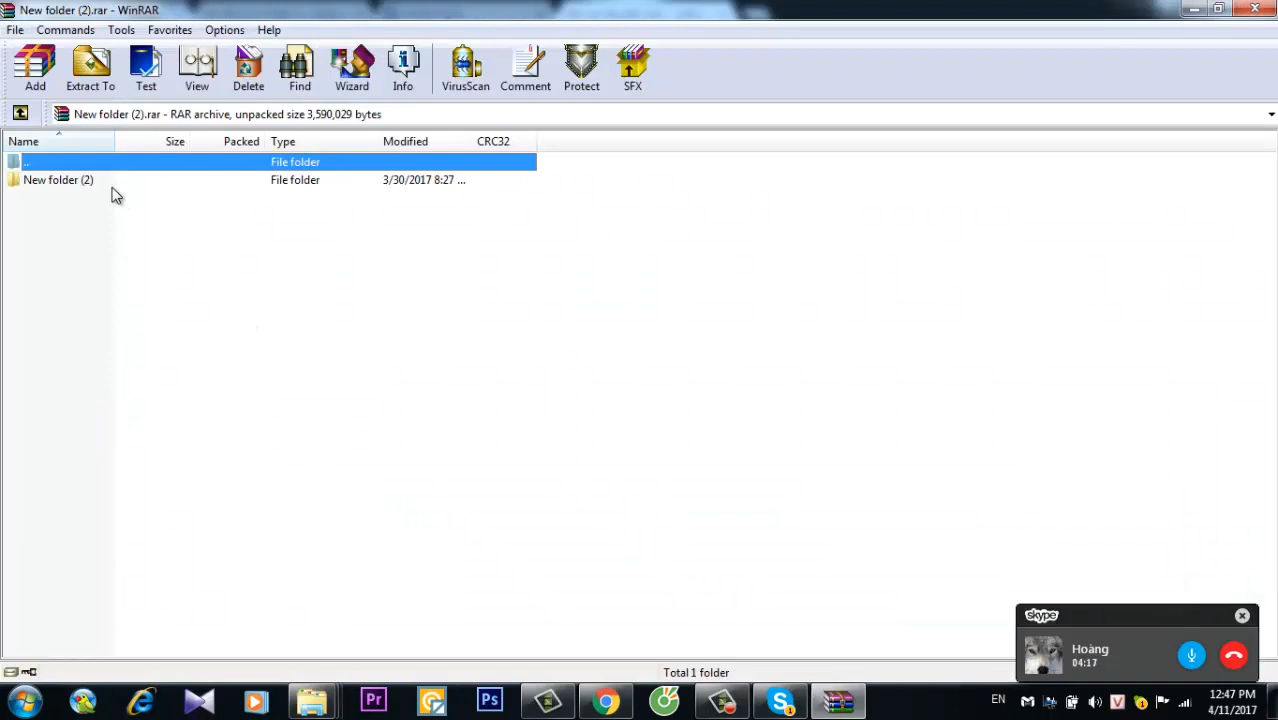 New folder (2).rar - WinRAR
File Commands Tools Favorites Options Help
Add Extract To Test View Delete Find Wizard Info VirusScan Comment Protect SFX
New folder (2).rar - RAR archive, unpacked size 3,590,029 bytes
Name Size Packed Type Modified CRC32
.. File folder
New folder (2) File folder 3/30/2017 8:27 ...
skype
Hoàng
04:17
Total 1 folder
Pr Ps S 1 EN V 12:47 PM
4/11/2017